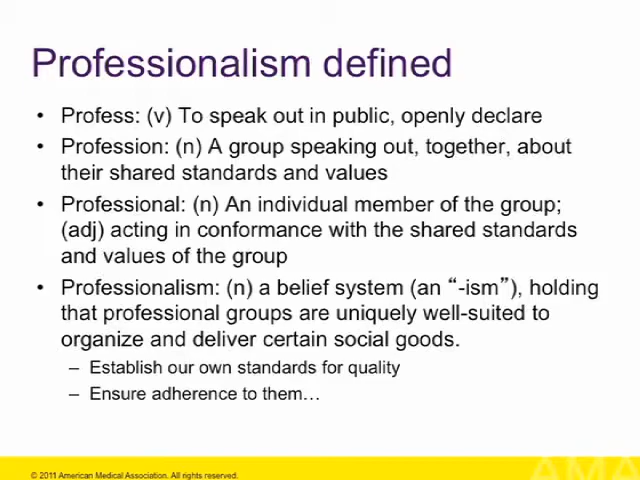 Professionalism defined
• Profess: (v) To speak out in public, openly declare
• Profession: (n) A group speaking out, together, about
their shared standards and values
• Professional: (n) An individual member of the group;
(adj) acting in conformance with the shared standards
and values of the group
• Professionalism: (n) a belief system (an “-ism”), holding
that professional groups are uniquely well-suited to
organize and deliver certain social goods.
– Establish our own standards for quality
– Ensure adherence to them…
© 2011 American Medical Association. All rights reserved.
AMA